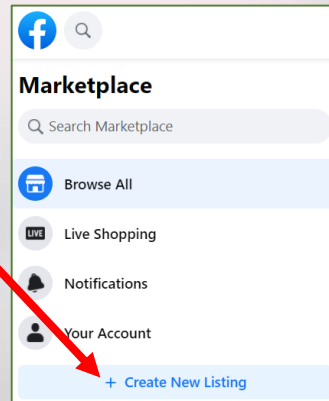 Marketplace
Search Marketplace
Browse All
LIVE Live Shopping
Notifications
Your Account
+ Create New Listing